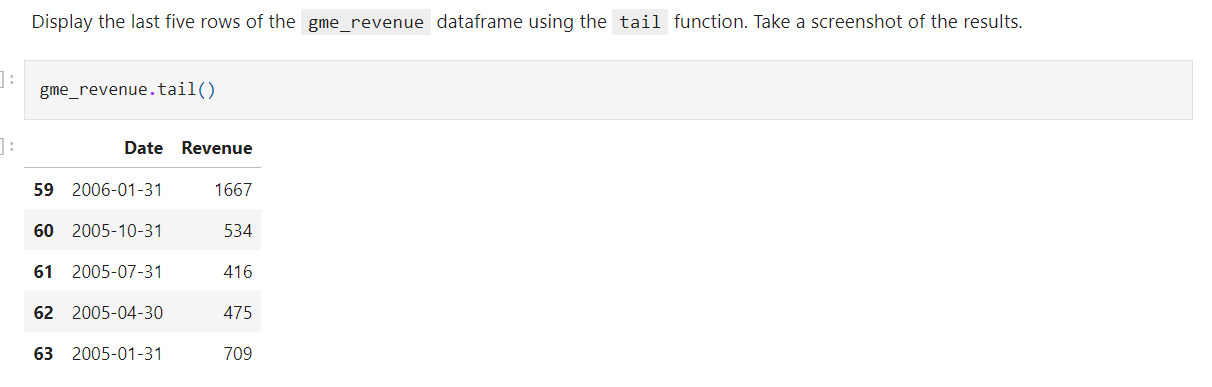 Display the last five rows of the gme_revenue dataframe using the tail function. Take a screenshot of the results.
]:
gme_revenue.tail()
]:
Date Revenue
59 2006-01-31 1667
60 2005-10-31 534
61 2005-07-31 416
62 2005-04-30 475
63 2005-01-31 709